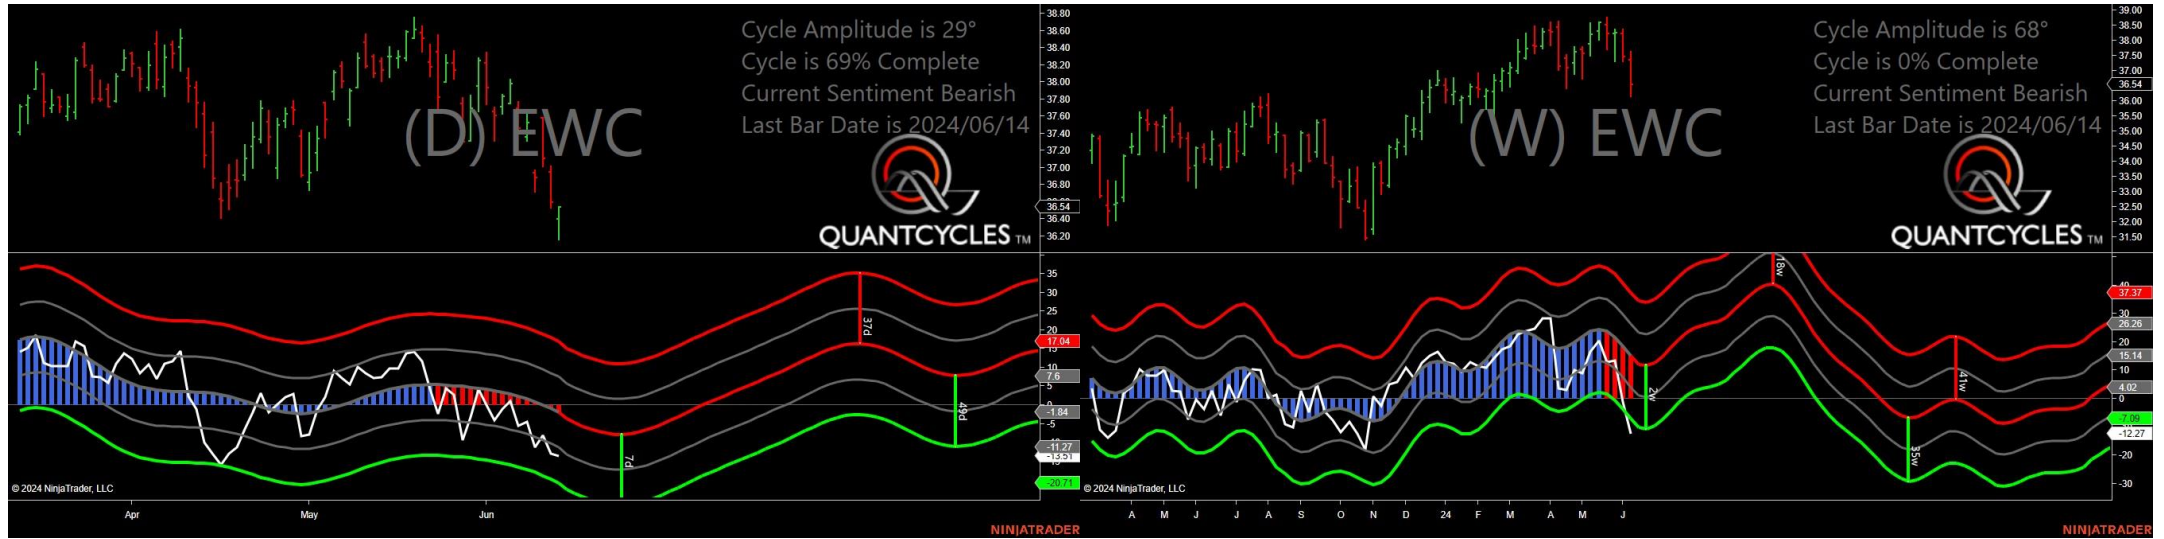 Cycle Amplitude is 29°
Cycle is 69% Complete
Current Sentiment Bearish
Last Bar Date is 2024/06/14
(D) EWC
QUANTCYCLES TM
38.80
38.60
38.40
38.20
38.00
37.80
37.60
37.40
37.20
37.00
36.80
36.54
36.40
36.20
35
30
25
20
17.04
15
10
7.6
5
0
-1.84
-5
-11.27
-13.51
-20.71
7d
37d
49d
© 2024 NinjaTrader, LLC
Apr May Jun
NINJATRADER
Cycle Amplitude is 68°
Cycle is 0% Complete
Current Sentiment Bearish
Last Bar Date is 2024/06/14
(W) EWC
QUANTCYCLES TM
39.00
38.50
38.00
37.50
37.00
36.54
36.00
35.50
35.00
34.50
34.00
33.50
33.00
32.50
32.00
31.50
40
37.37
30
26.26
20
15.14
10
4.02
0
-7.09
-12.27
-20
-30
2w
18w
35w
41w
© 2024 NinjaTrader, LLC
A M J J A S O N D 24 F M A M J
NINJATRADER